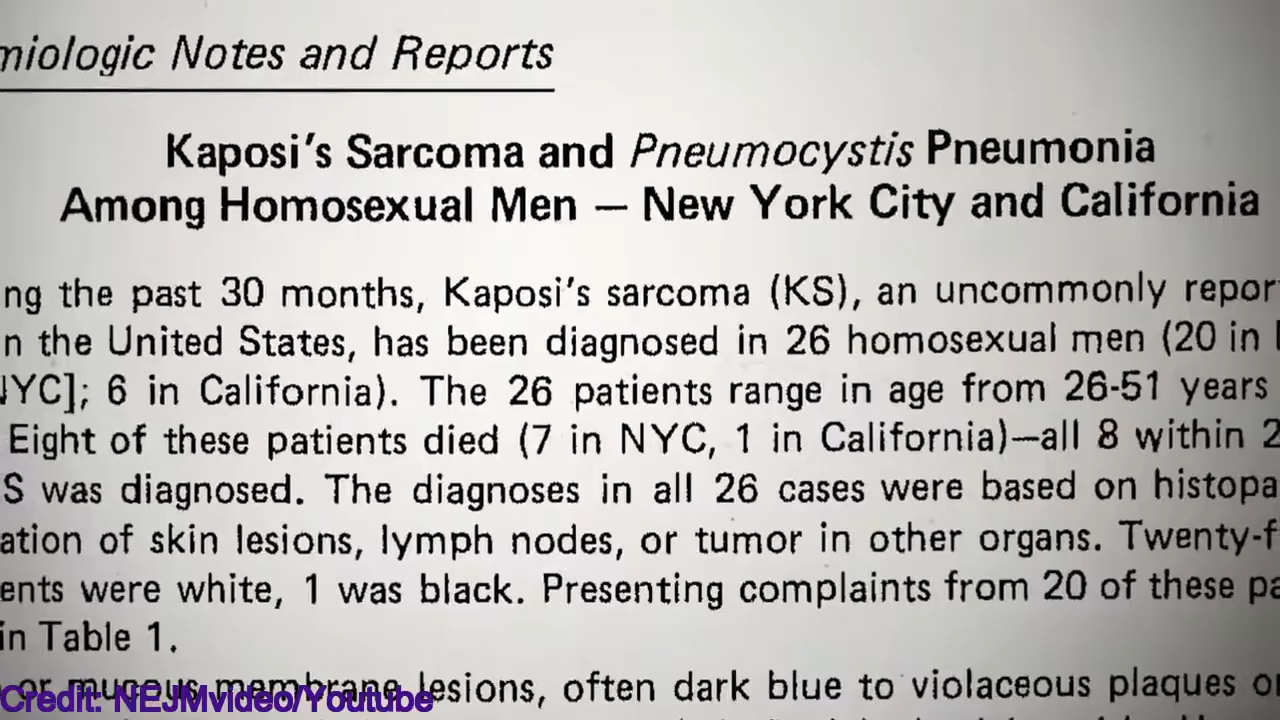 miologic Notes and Reports
Kaposi's Sarcoma and Pneumocystis Pneumonia
Among Homosexual Men — New York City and California
ng the past 30 months, Kaposi's sarcoma (KS), an uncommonly repor
n the United States, has been diagnosed in 26 homosexual men (20 in
NYC]; 6 in California). The 26 patients range in age from 26-51 years
Eight of these patients died (7 in NYC, 1 in California)—all 8 within 2
S was diagnosed. The diagnoses in all 26 cases were based on histopa
ation of skin lesions, lymph nodes, or tumor in other organs. Twenty-f
ents were white, 1 was black. Presenting complaints from 20 of these pa
in Table 1.
or mucous membrane lesions, often dark blue to violaceous plaques o
Credit: NEJMvideo/Youtube